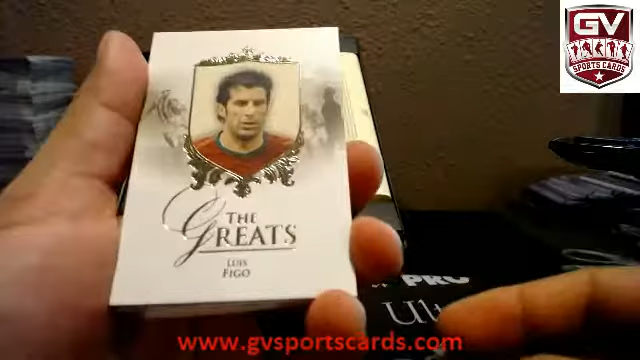 GV
SPORTS CARDS
THE
GREATS
LUIS
FIGO
PRO
Ul
www.gvsportscards.com